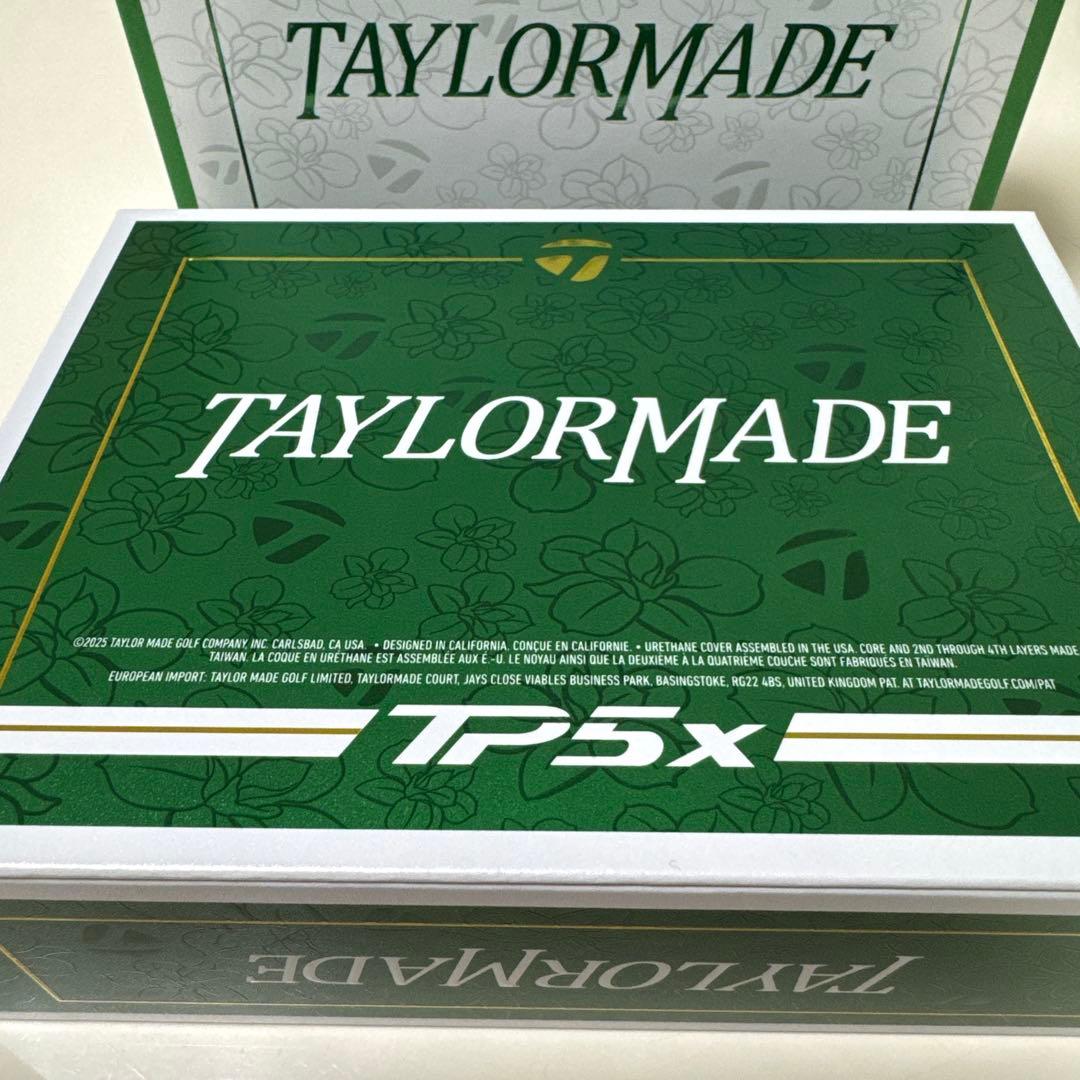 TAYLORMADE
TAYLORMADE
©2025 TAYLOR MADE GOLF COMPANY, INC. CARLSBAD, CA USA. • DESIGNED IN CALIFORNIA. CONÇUE EN CALIFORNIE. • URETHANE COVER ASSEMBLED IN THE USA. CORE AND 2ND THROUGH 4TH LAYERS MADE
TAIWAN. LA COQUE EN URÉTHANE EST ASSEMBLÉE AUX É.-U. LE NOYAU AINSI QUE LA DEUXIÈME À LA QUATRIÈME COUCHE SONT FABRIQUÉS EN TAIWAN.
EUROPEAN IMPORT: TAYLOR MADE GOLF LIMITED, TAYLORMADE COURT, JAYS CLOSE VIABLES BUSINESS PARK, BASINGSTOKE, RG22 4BS, UNITED KINGDOM PAT. AT TAYLORMADEGOLF.COM/PAT
TP5x
TAYLORMADE